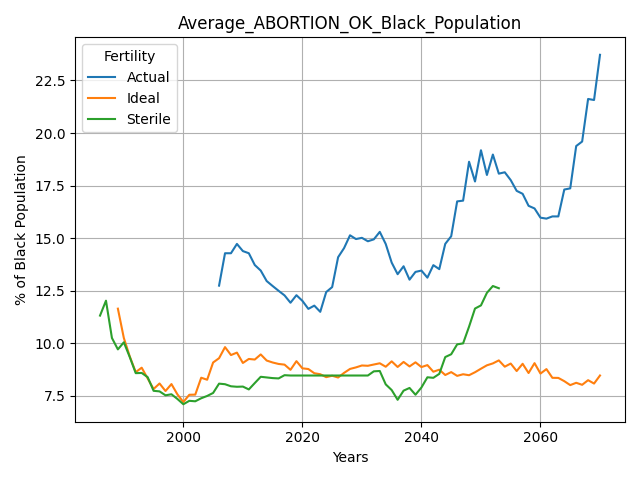 Average_ABORTION_OK_Black_Population
Fertility
Actual
Ideal
Sterile
% of Black Population
22.5
20.0
17.5
15.0
12.5
10.0
7.5
2000
2020
2040
2060
Years